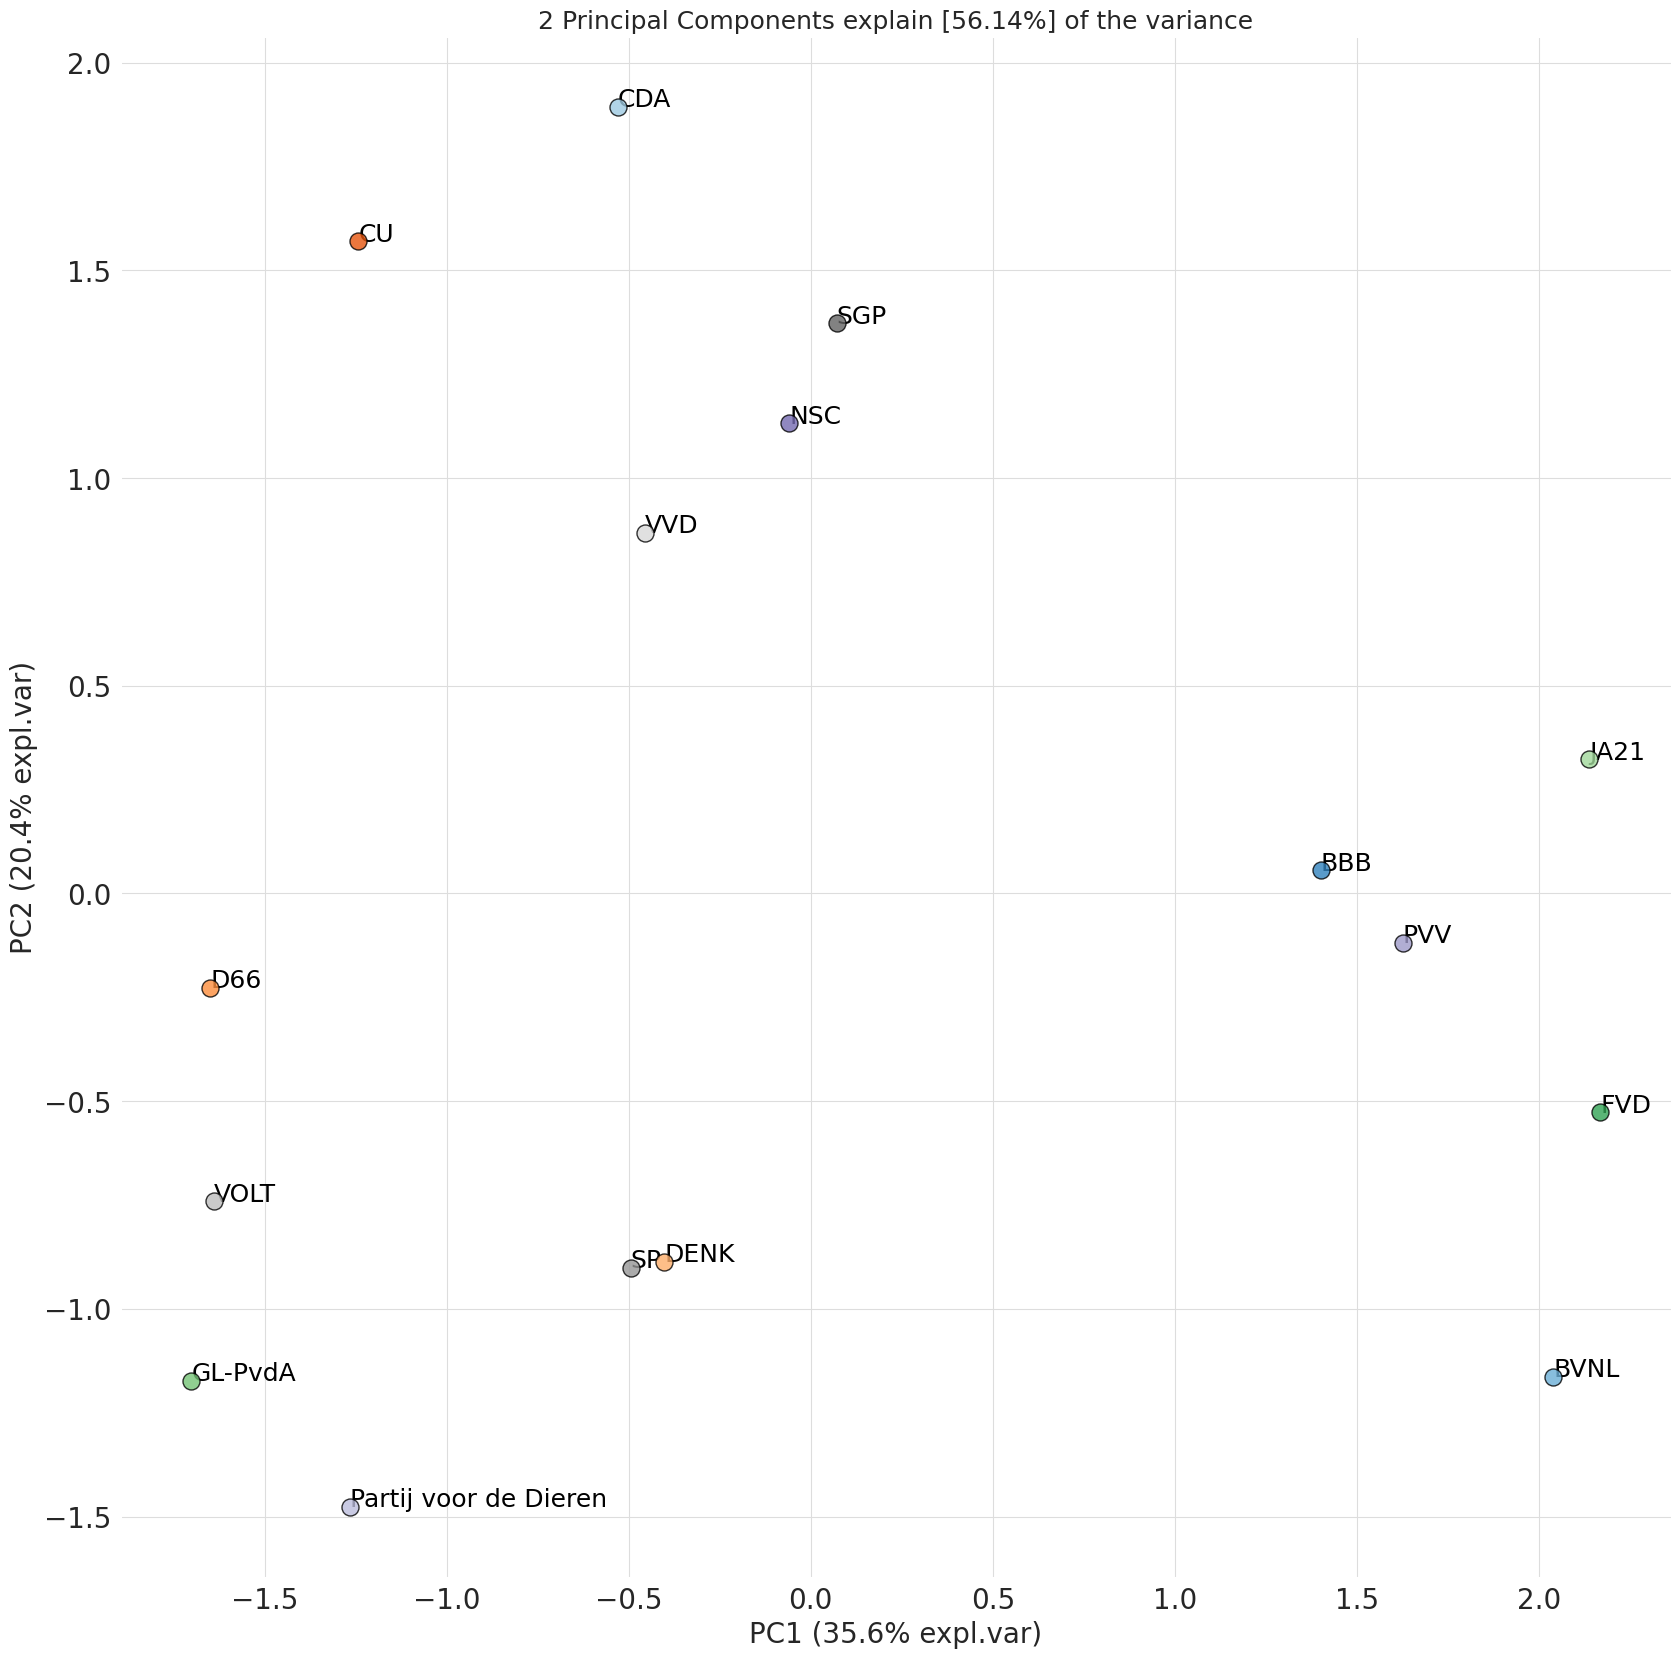 2 Principal Components explain [56.14%] of the variance
2.0
CDA
CU
1.5
SGP
NSC
1.0
VVD
0.5
JA21
BBB
0.0
PVV
D66
−0.5
FVD
VOLT
SP
DENK
−1.0
GL-PvdA
BVNL
Partij voor de Dieren
−1.5
PC2 (20.4% expl.var)
−1.5 −1.0 −0.5 0.0 0.5 1.0 1.5 2.0
PC1 (35.6% expl.var)